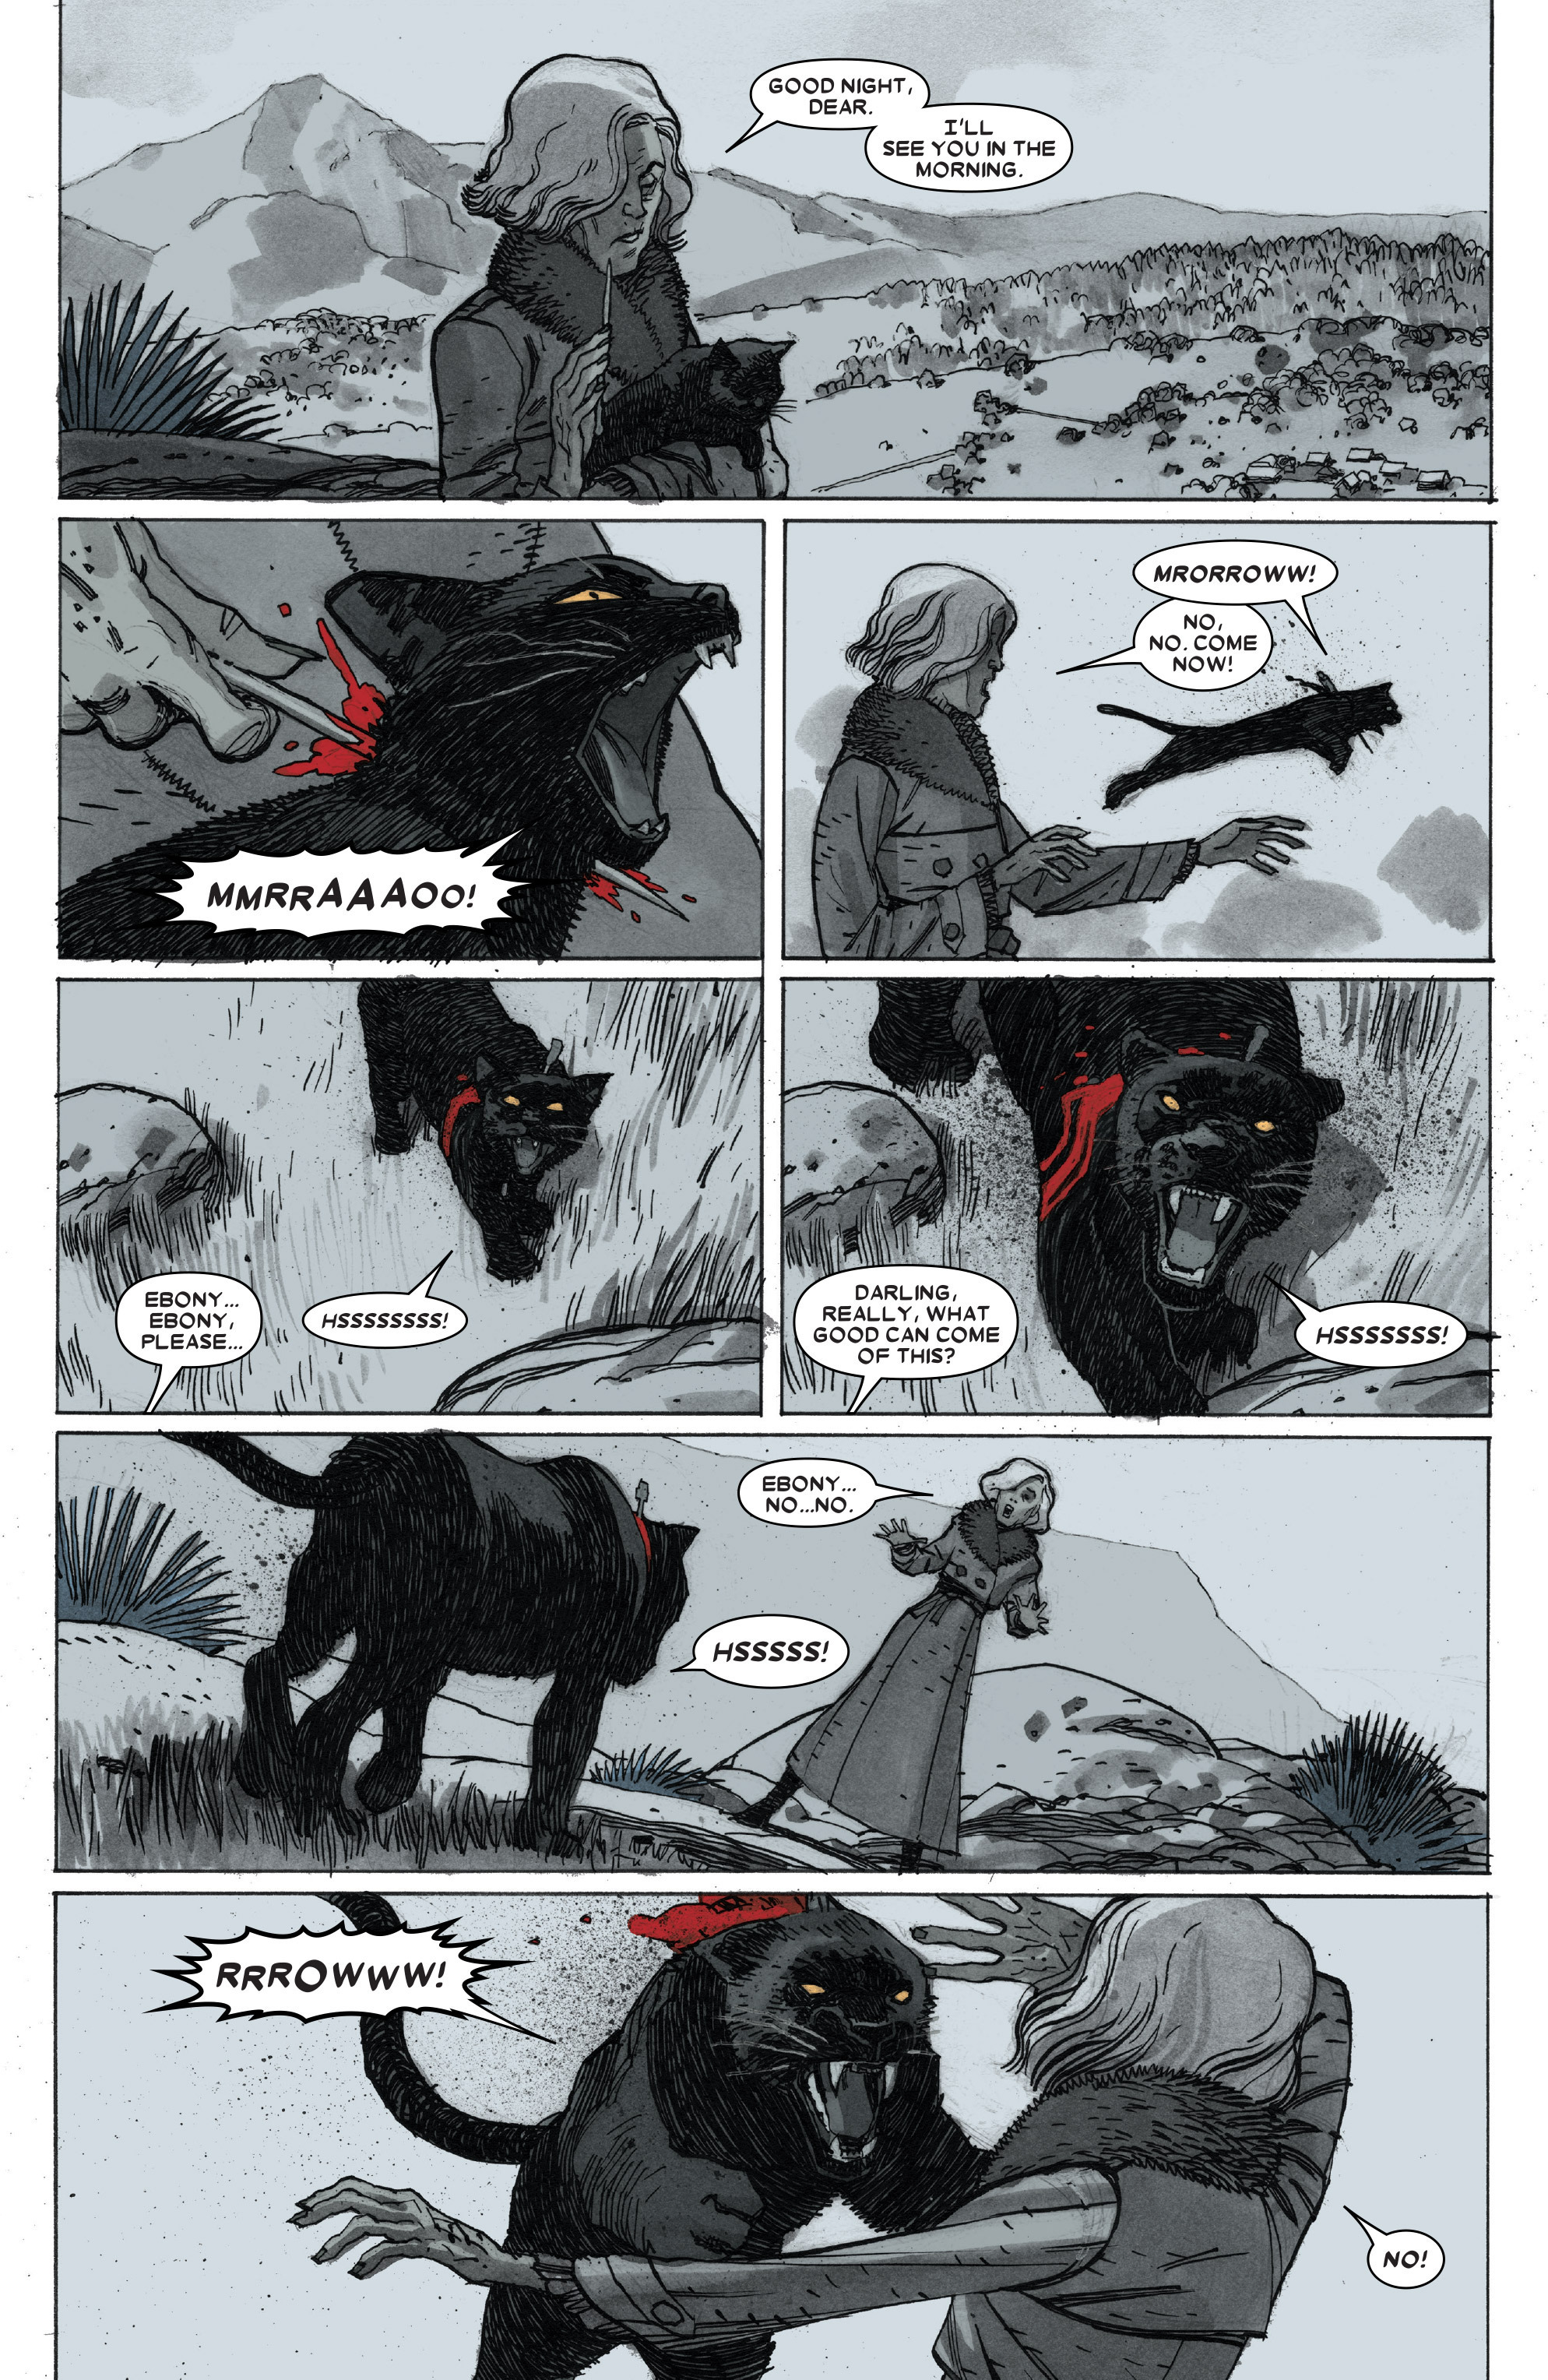 GOOD NIGHT,
DEAR.
I'LL
SEE YOU IN THE
MORNING.
MMRRAAAAOO!
MRORROWW!
NO,
NO. COME
NOW!
EBONY...
EBONY,
PLEASE...
HSSSSSSSS!
DARLING,
REALLY, WHAT
GOOD CAN COME
OF THIS?
HSSSSSSS!
EBONY...
NO...NO.
HSSSSS!
RRROWWW!
NO!